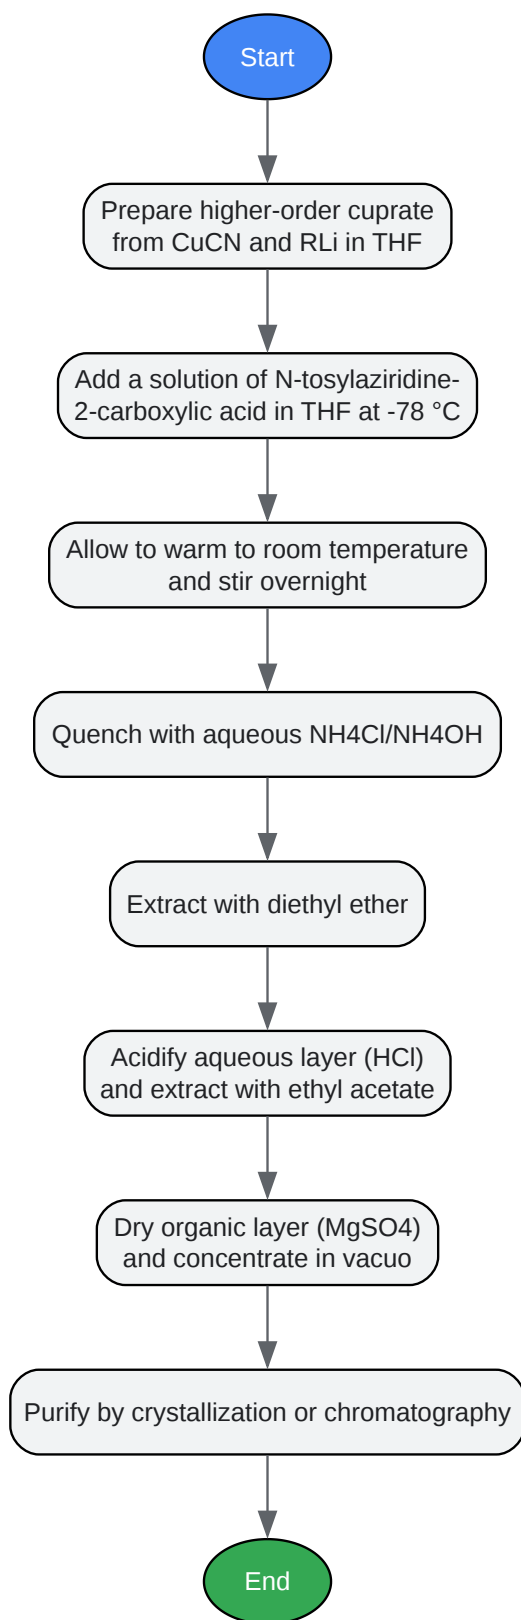 Start
Prepare higher-order cuprate
from CuCN and RLi in THF
Add a solution of N-tosylaziridine-
2-carboxylic acid in THF at -78 °C
Allow to warm to room temperature
and stir overnight
Quench with aqueous NH4Cl/NH4OH
Extract with diethyl ether
Acidify aqueous layer (HCl)
and extract with ethyl acetate
Dry organic layer (MgSO4)
and concentrate in vacuo
Purify by crystallization or chromatography
End